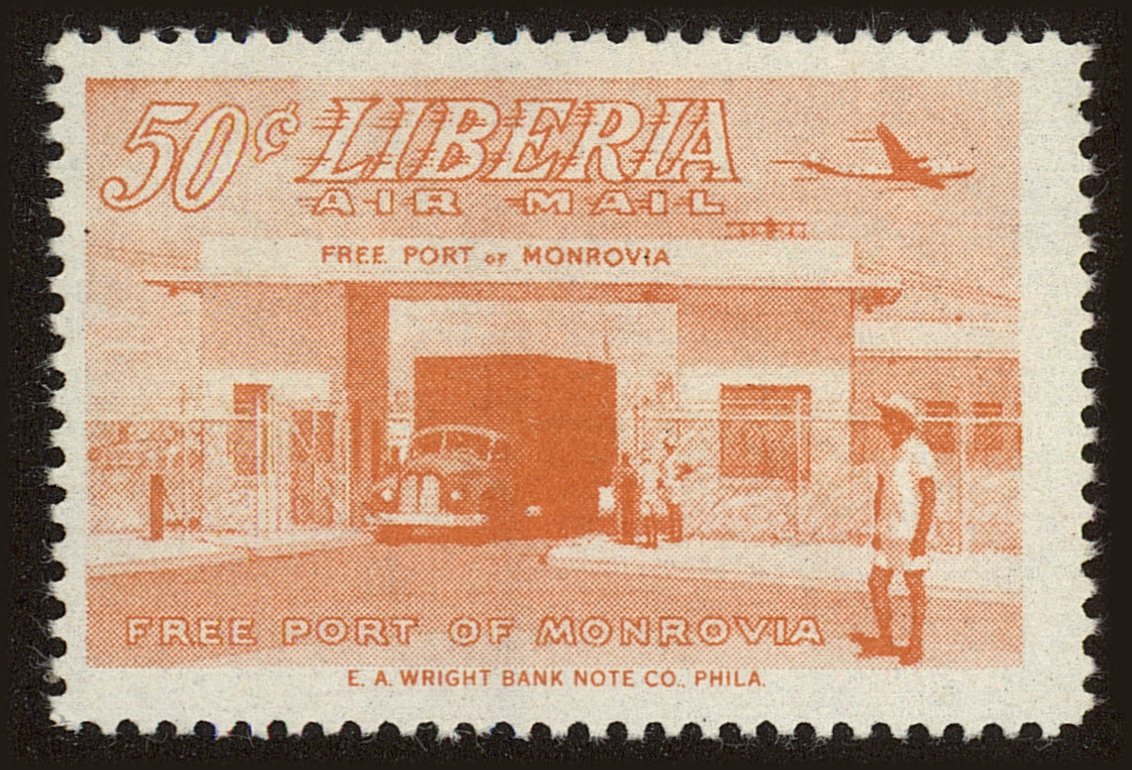 50¢ LIBERIA
AIR MAIL
FREE PORT OF MONROVIA
FREE PORT OF MONROVIA
E. A. WRIGHT BANK NOTE CO., PHILA.